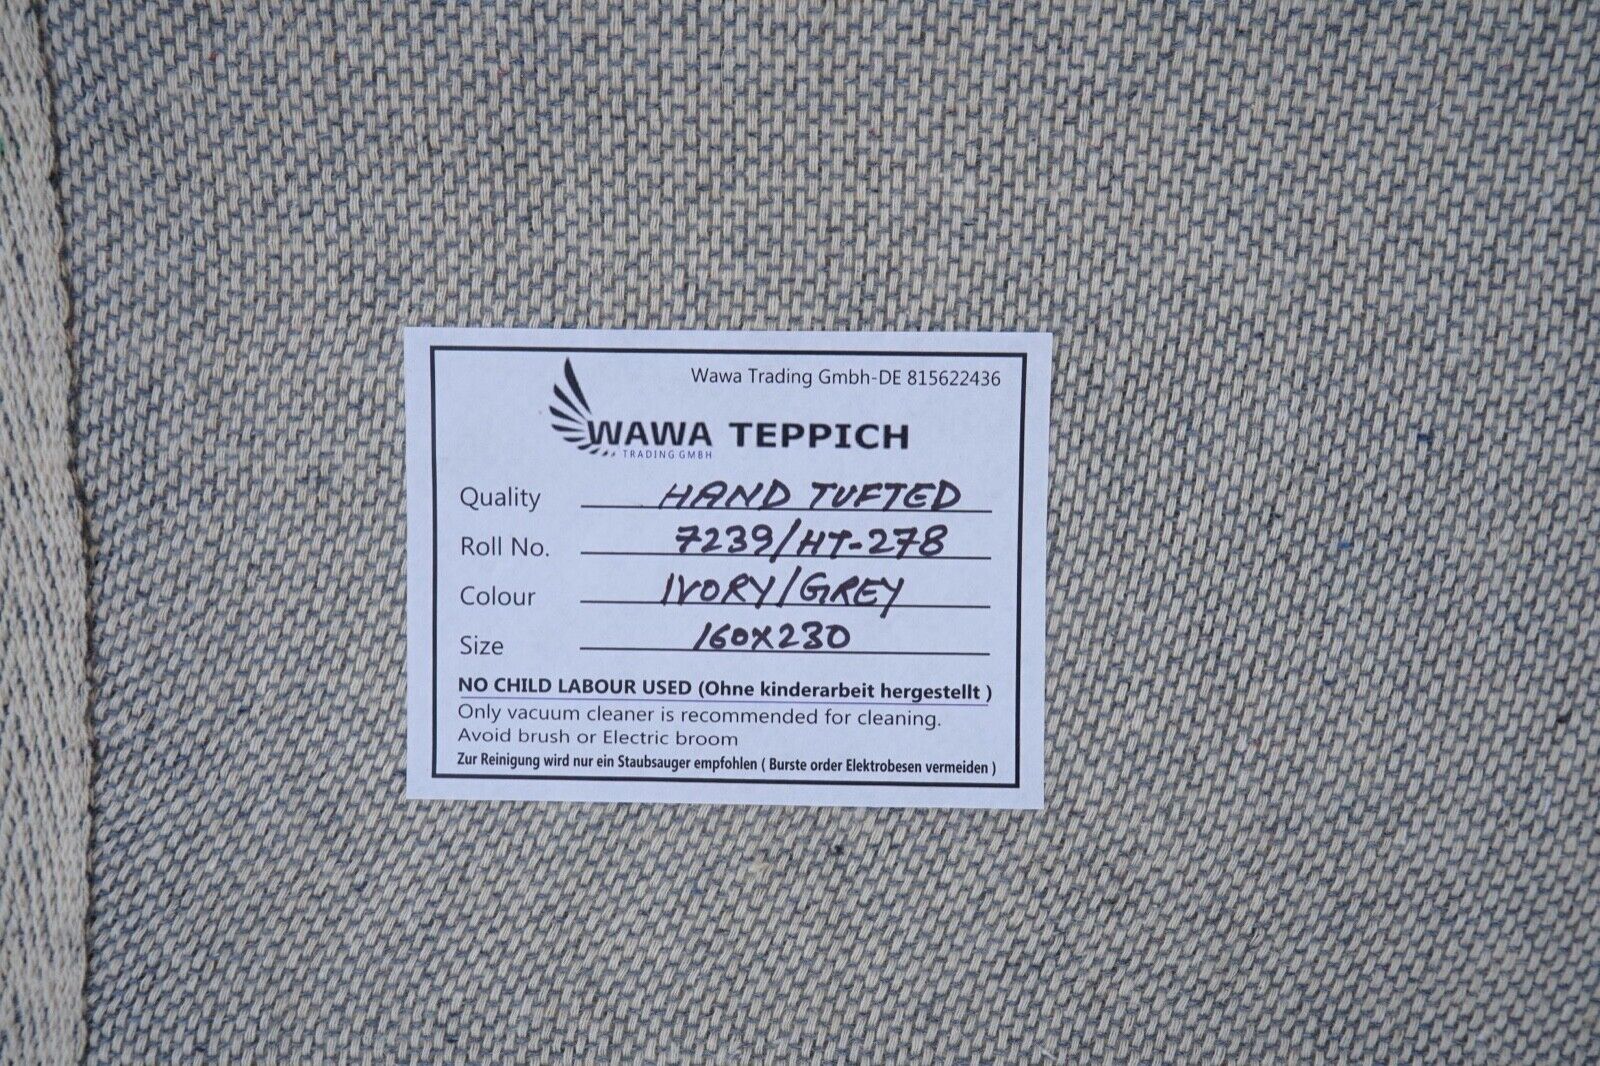 Wawa Trading Gmbh-DE 815622436
WAWA TEPPICH
TRADING GMBH
Quality HAND TUFTED
Roll No. 7239/HT-278
Colour IVORY/GREY
Size 160X230
NO CHILD LABOUR USED (Ohne kinderarbeit hergestellt )
Only vacuum cleaner is recommended for cleaning.
Avoid brush or Electric broom
Zur Reinigung wird nur ein Staubsauger empfohlen ( Burste order Elektrobesen vermeiden )